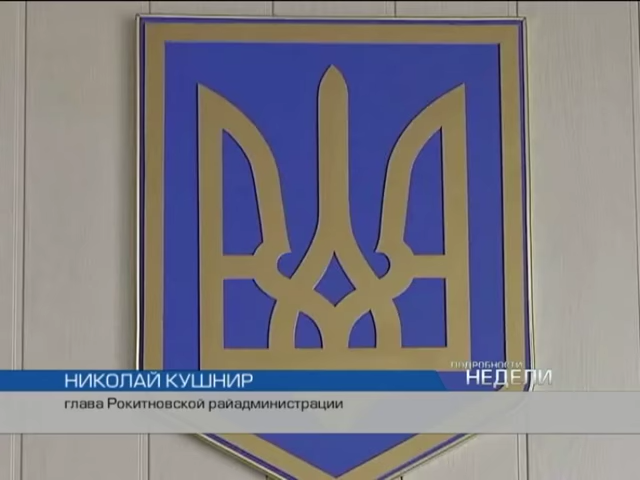 НИКОЛАЙ КУШНИР
глава Рокитновской райадминистрации
ПОДРОБНОСТИ
НЕДЕЛИ